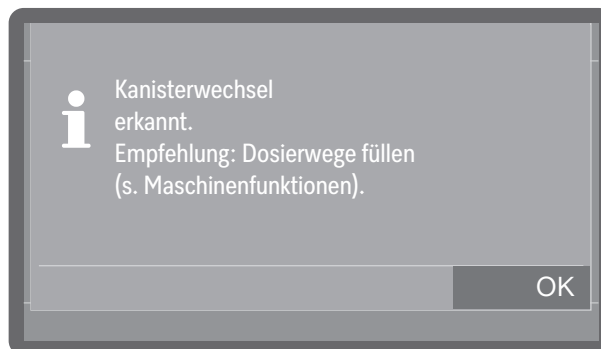 Kanisterwechsel
erkannt.
Empfehlung: Dosierwege füllen
(s. Maschinenfunktionen).
OK